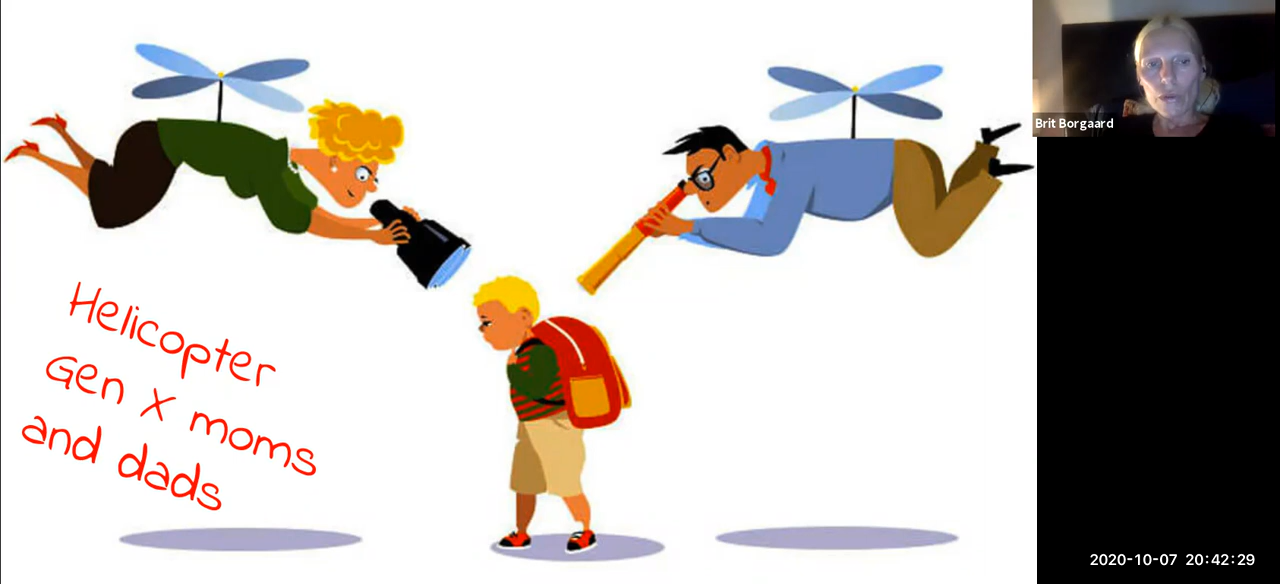 Helicopter
Gen X moms
and dads
Brit Borgaard
2020-10-07 20:42:29